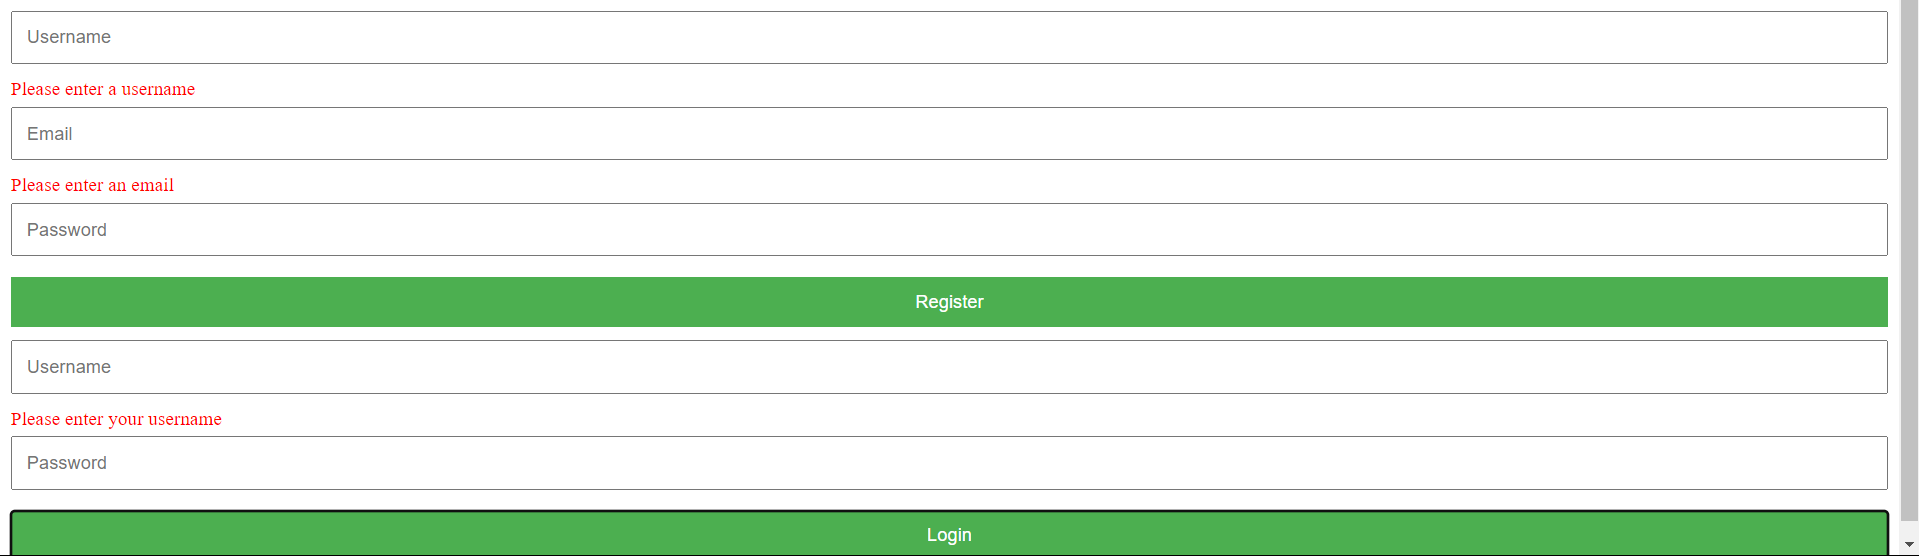 Username
Please enter a username
Email
Please enter an email
Password
Register
Username
Please enter your username
Password
Login